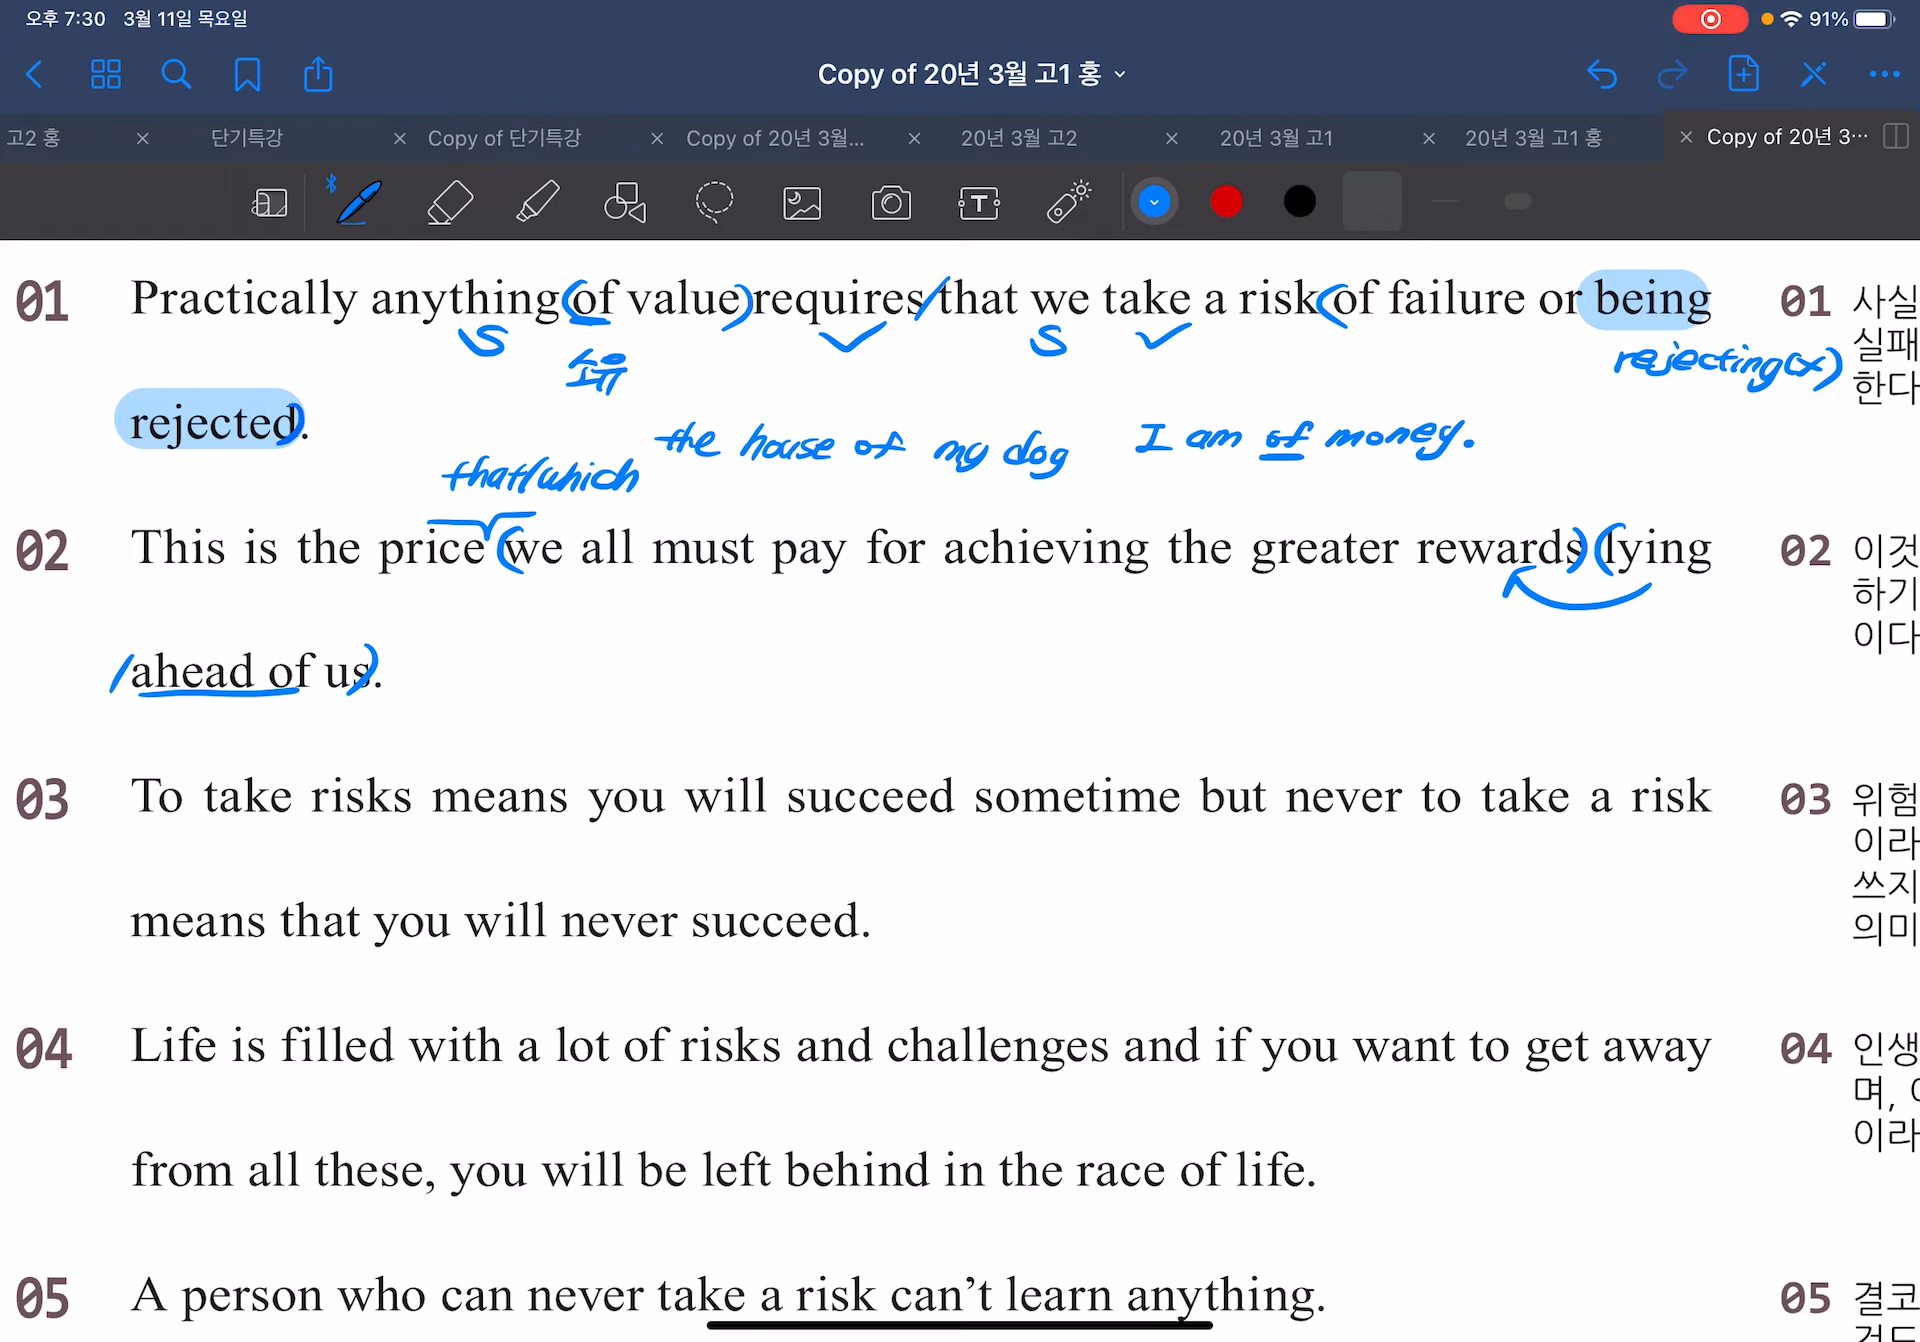 오후 7:30 3월 11일 목요일 91%
Copy of 20년 3월 고1 홍
고2 홍 단기특강 Copy of 단기특강 Copy of 20년 3월... 20년 3월 고2 20년 3월 고1 20년 3월 고1 홍 Copy of 20년 3...
01 Practically anything of value requires that we take a risk of failure or being
S S
소유
rejecting(x)
rejected.
the house of my dog I am of money.
that/which
02 This is the price we all must pay for achieving the greater rewards lying
ahead of us.
03 To take risks means you will succeed sometime but never to take a risk
means that you will never succeed.
04 Life is filled with a lot of risks and challenges and if you want to get away
from all these, you will be left behind in the race of life.
05 A person who can never take a risk can't learn anything.
01 사실
실패
한다
02 이것
하기
이다
03 위험
이라
쓰지
의미
04 인생
며,
이라
05 결코